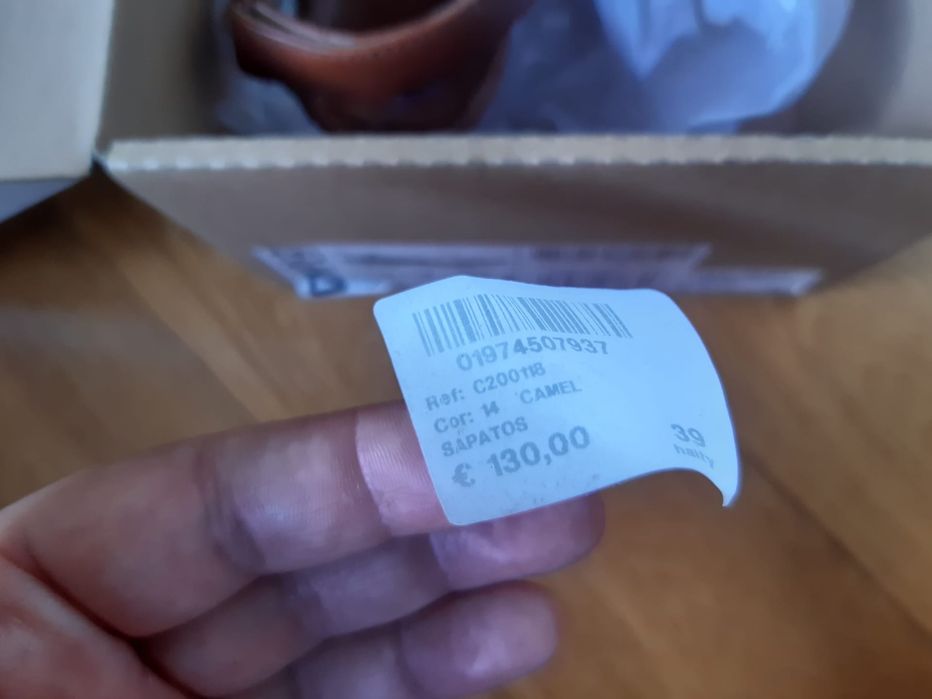 01974507937
Ref: C200118
Cor: 14 CAMEL
SAPATOS
€ 130,00
39